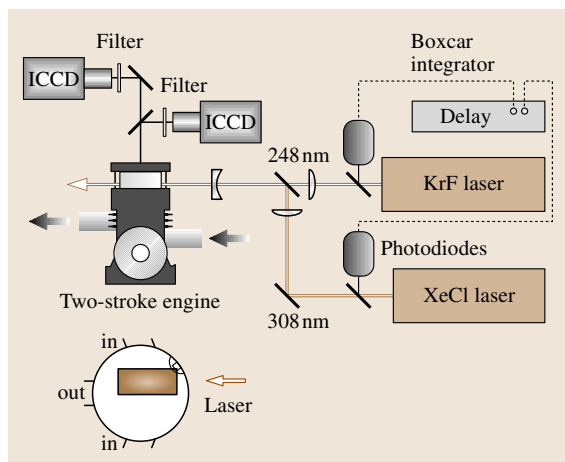 Filter
Boxcar
integrator
ICCD
Filter
ICCD
Delay
248 nm
KrF laser
Photodiodes
Two-stroke engine
XeCl laser
308 nm
in
out
Laser
in